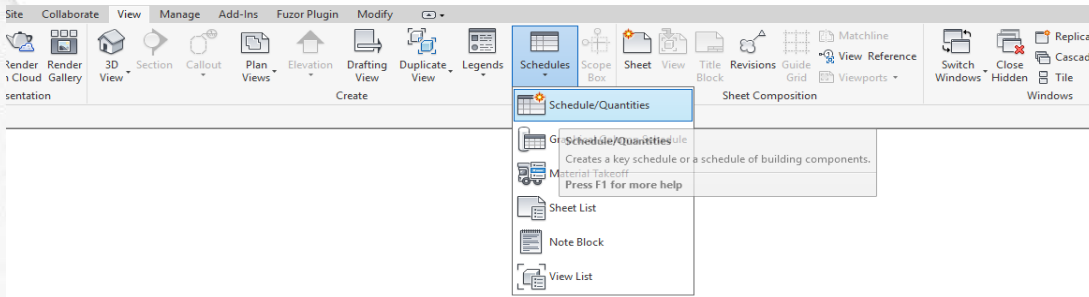 Site Collaborate View Manage Add-Ins Fuzor Plugin Modify
Render Render 3D Section Callout Plan Elevation Drafting Duplicate Legends Schedules Scope Sheet View Title Revisions Guide Matchline Switch Close Replica
n Cloud Gallery View Views View View Box Block Grid View Reference Windows Hidden Cascad
Viewports Tile
sentation Create Sheet Composition Windows
Schedule/Quantities
Schedule/Quantities
Creates a key schedule or a schedule of building components.
Material Takeoff
Press F1 for more help
Sheet List
Note Block
View List